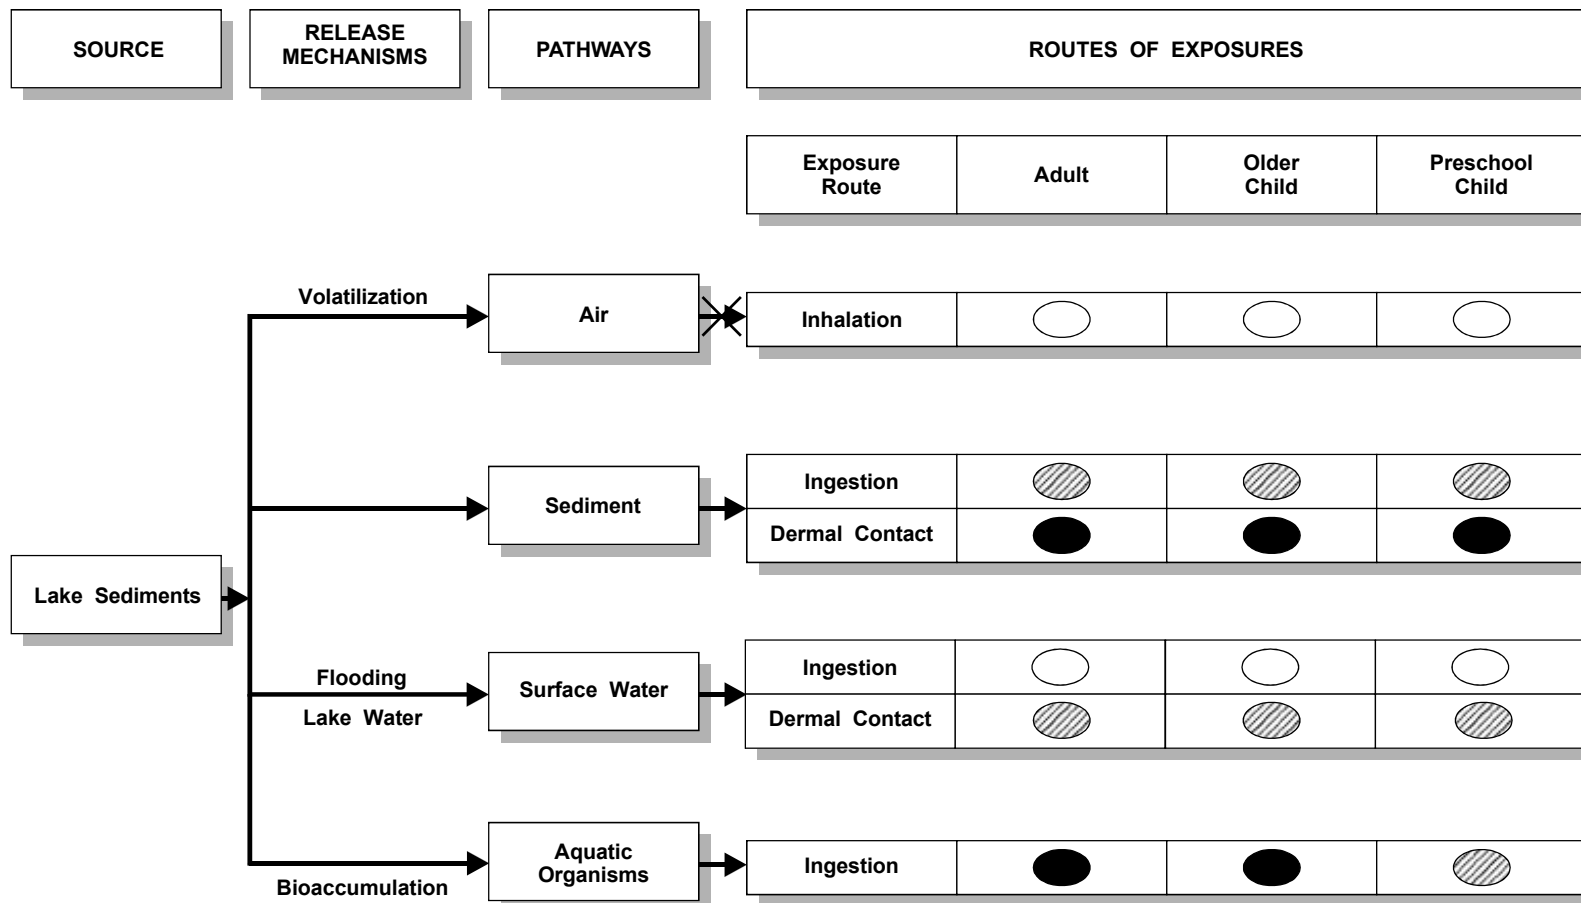 SOURCE
RELEASE
MECHANISMS
PATHWAYS
ROUTES OF EXPOSURES
Exposure
Route
Adult
Older
Child
Preschool
Child
Volatilization
Air
Inhalation
Sediment
Ingestion
Dermal Contact
Lake Sediments
Flooding
Lake Water
Surface Water
Ingestion
Dermal Contact
Bioaccumulation
Aquatic
Organisms
Ingestion